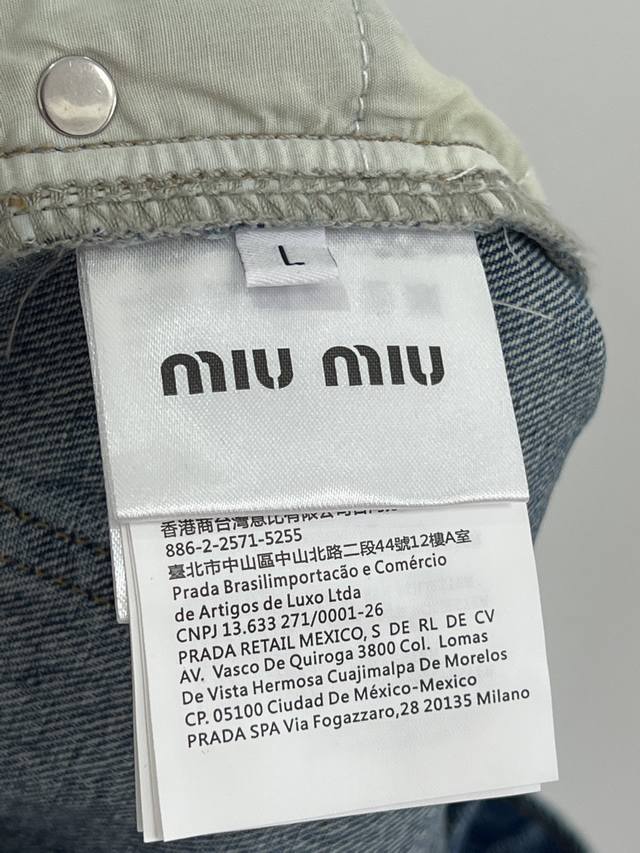 L
MIU MIU
886-2-2571-5255
臺北市中山區中山北路二段44號12樓A室
Prada Brasilimportacão e Comércio
de Artigos de Luxo Ltda
CNPJ 13.633 271/0001-26
PRADA RETAIL MEXICO, S DE RL DE CV
AV. Vasco De Quiroga 3800 Col. Lomas
De Vista Hermosa Cuajimalpa De Morelos
CP. 05100 Ciudad De México-Mexico
PRADA SPA Via Fogazzaro,28 20135 Milano